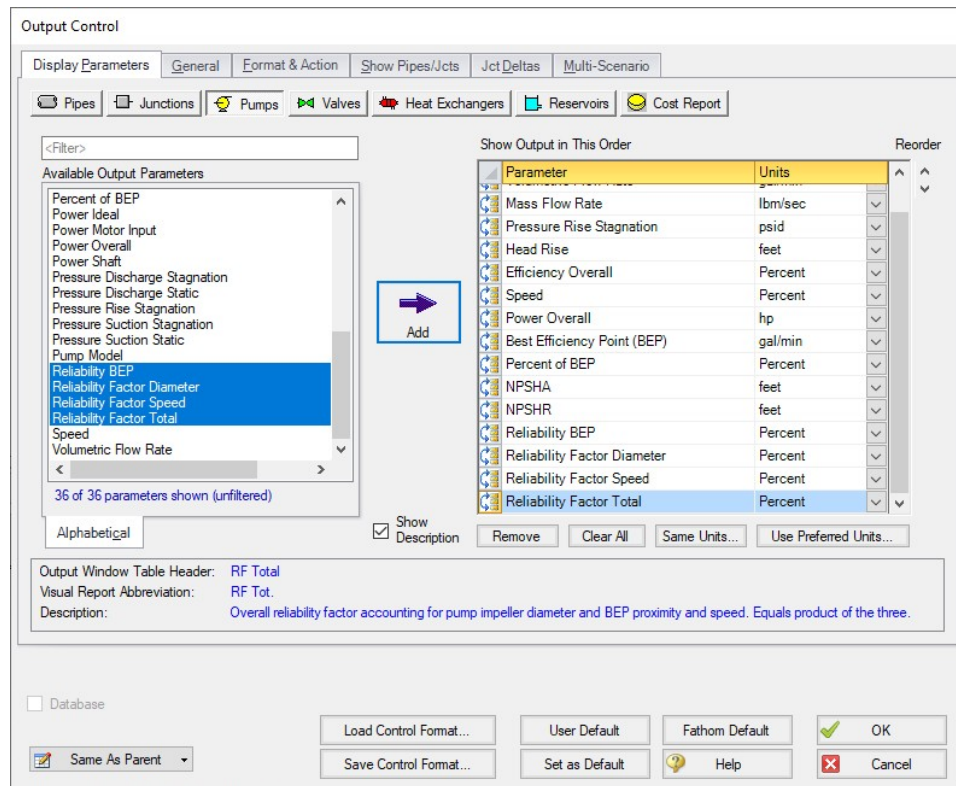 Output Control
Display Parameters General Format & Action Show Pipes/Jcts Jct Deltas Multi-Scenario
Pipes Junctions Pumps Valves Heat Exchangers Reservoirs Cost Report
<Filter>
Available Output Parameters
Percent of BEP
Power Ideal
Power Motor Input
Power Overall
Power Shaft
Pressure Discharge Stagnation
Pressure Discharge Static
Pressure Rise Stagnation
Pressure Suction Stagnation
Pressure Suction Static
Pump Model
Reliability BEP
Reliability Factor Diameter
Reliability Factor Speed
Reliability Factor Total
Speed
Volumetric Flow Rate
36 of 36 parameters shown (unfiltered)
Alphabetical
Add
Show
Description
Show Output in This Order Reorder
Parameter Units
Mass Flow Rate lbm/sec
Pressure Rise Stagnation psid
Head Rise feet
Efficiency Overall Percent
Speed Percent
Power Overall hp
Best Efficiency Point (BEP) gal/min
Percent of BEP Percent
NPSHA feet
NPSHR feet
Reliability BEP Percent
Reliability Factor Diameter Percent
Reliability Factor Speed Percent
Reliability Factor Total Percent
Remove Clear All Same Units... Use Preferred Units...
Output Window Table Header: RF Total
Visual Report Abbreviation: RF Tot.
Description: Overall reliability factor accounting for pump impeller diameter and BEP proximity and speed. Equals product of the three.
Database
Load Control Format... User Default Fathom Default OK
Same As Parent Save Control Format... Set as Default Help Cancel